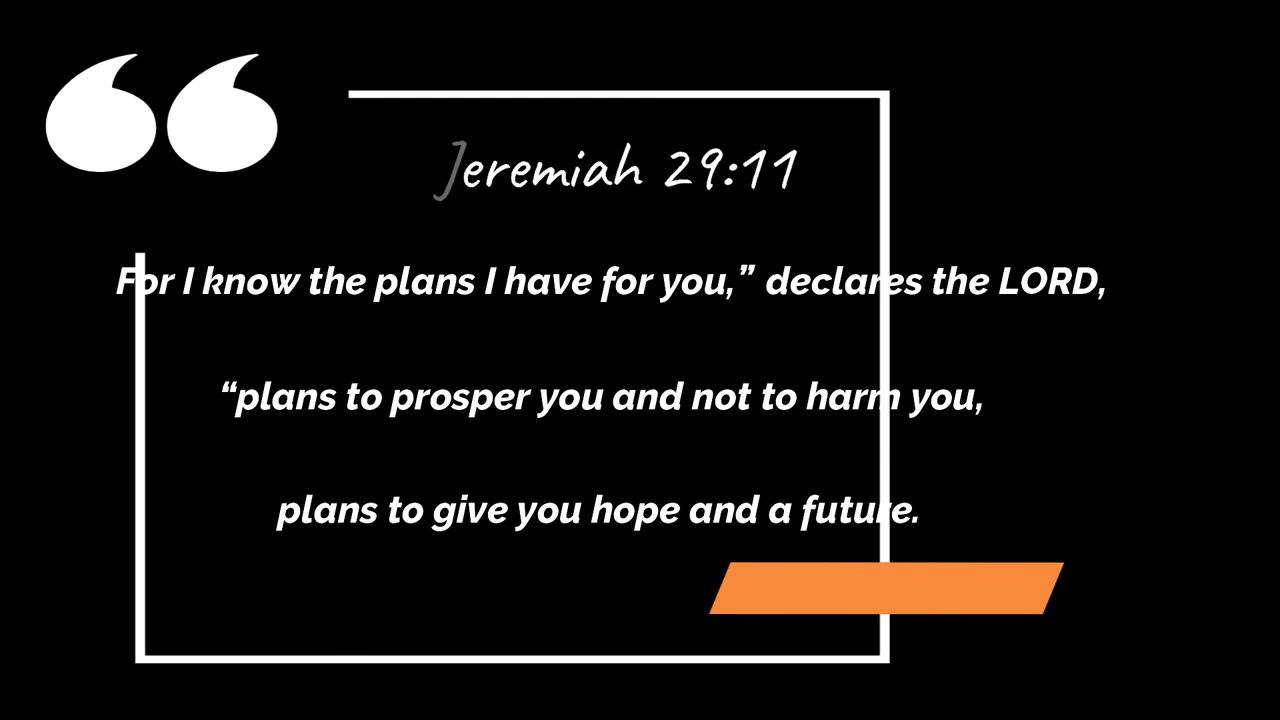 Jeremiah 29:11
For I know the plans I have for you,” declares the LORD,
“plans to prosper you and not to harm you,
plans to give you hope and a future.